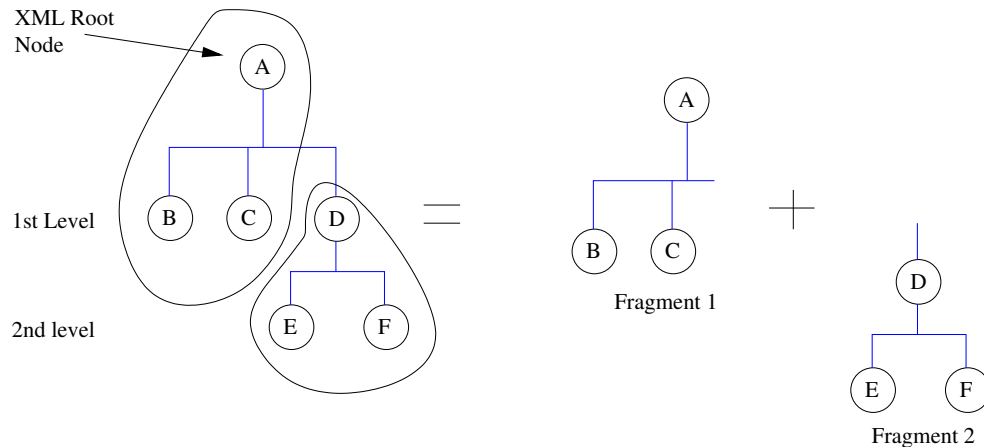 XML Root
Node
A
B
C
D
1st Level
E
F
2nd level
A
B
C
Fragment 1
D
E
F
Fragment 2